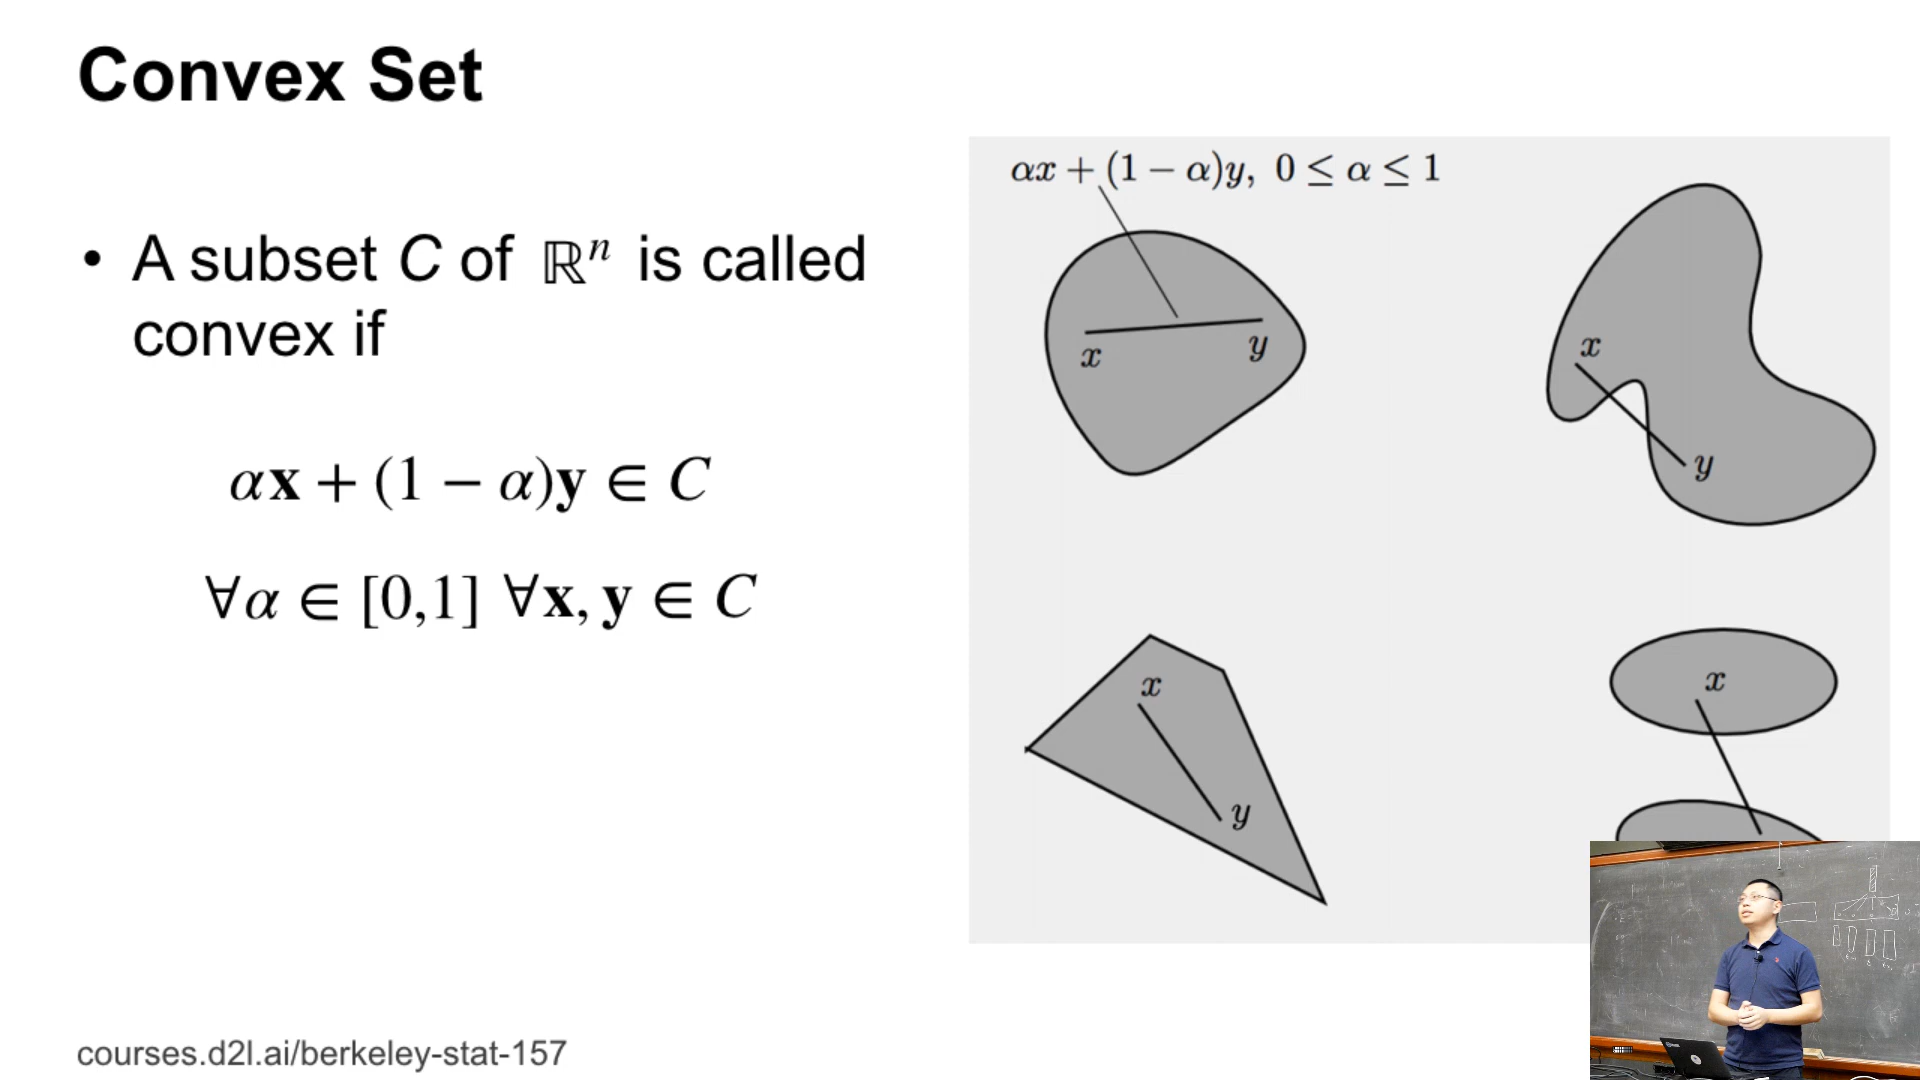 Convex Set
• A subset C of ℝⁿ is called
convex if
α𝐱 + (1 − α)𝐲 ∈ C
∀α ∈ [0,1] ∀𝐱, 𝐲 ∈ C
αx + (1 − α)y, 0 ≤ α ≤ 1
x
y
x
y
x
y
x
courses.d2l.ai/berkeley-stat-157